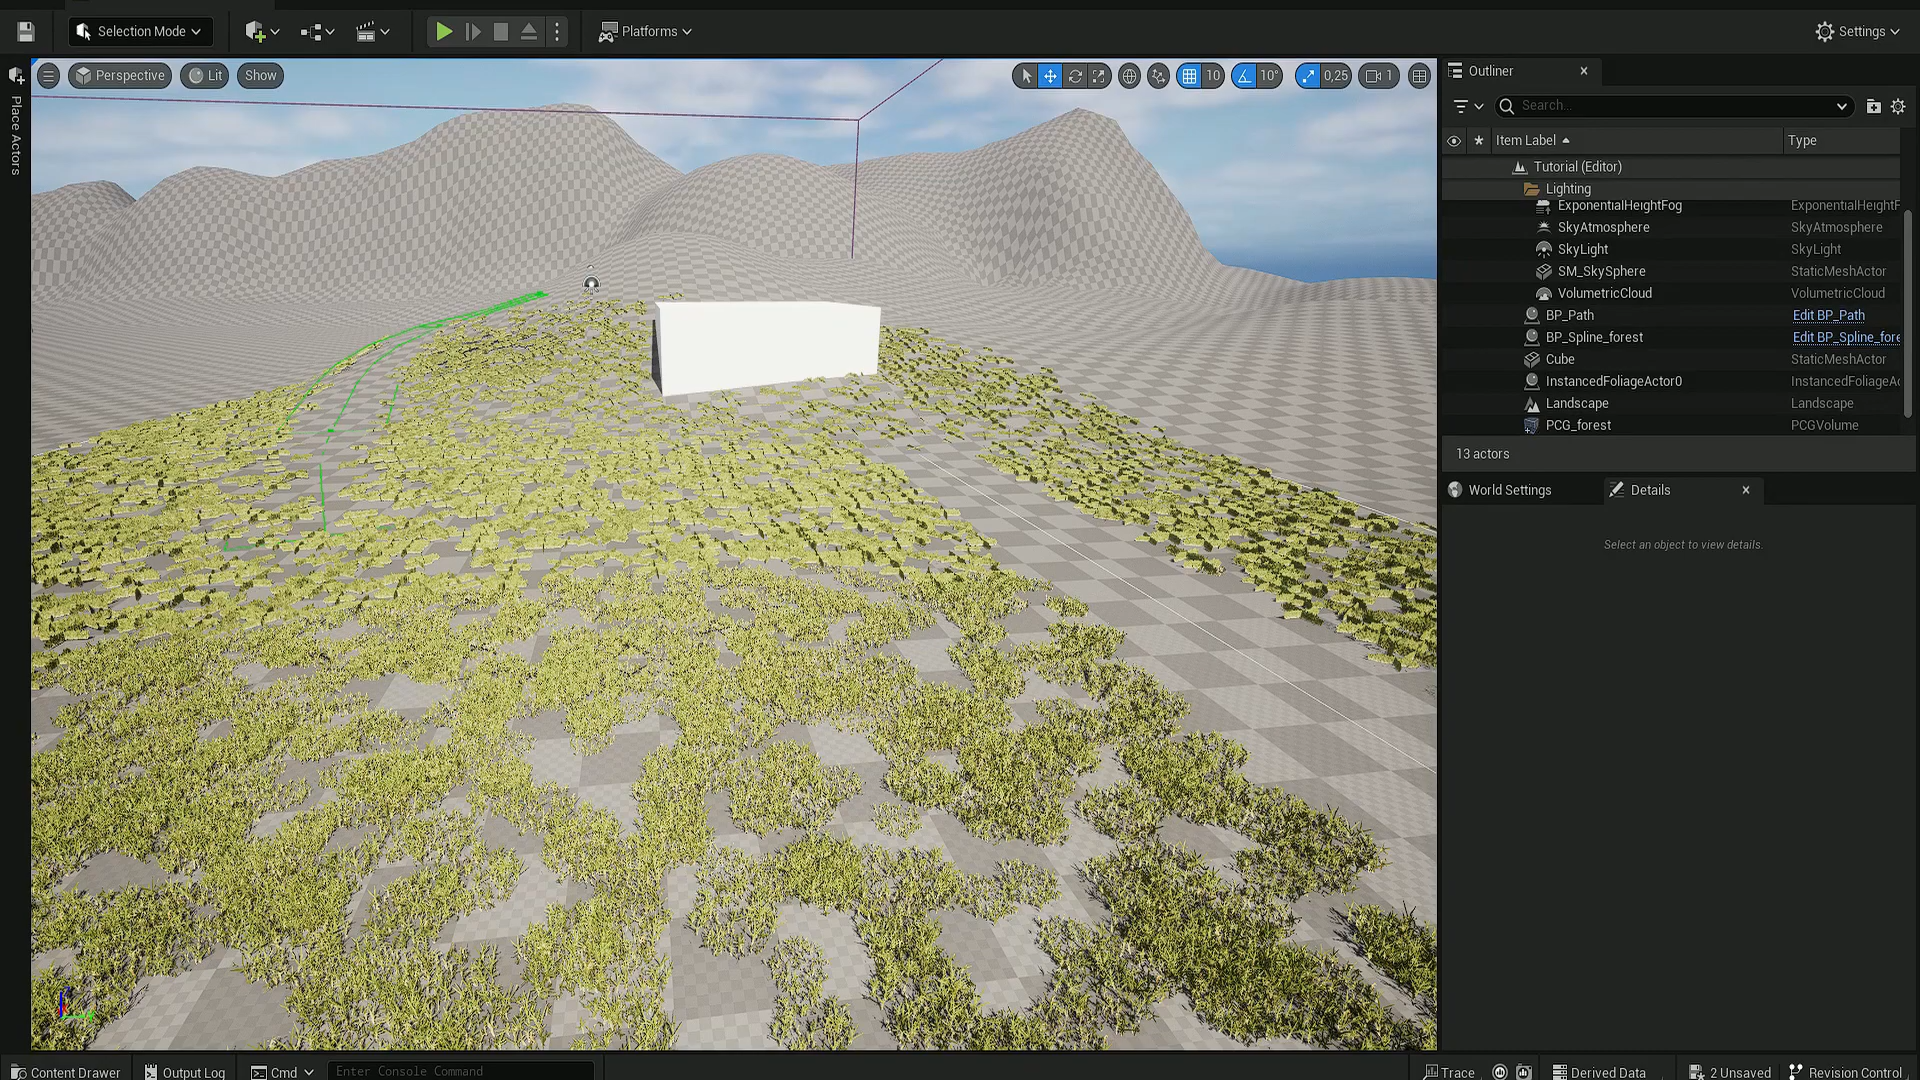 Selection Mode
Platforms
Settings
Perspective
Lit
Show
10
10°
0,25
1
Place Actors
Outliner
Search...
Item Label
Type
Tutorial (Editor)
Lighting
ExponentialHeightFog ExponentialHeightF
SkyAtmosphere SkyAtmosphere
SkyLight SkyLight
SM_SkySphere StaticMeshActor
VolumetricCloud VolumetricCloud
BP_Path Edit BP_Path
BP_Spline_forest Edit BP_Spline_fore
Cube StaticMeshActor
InstancedFoliageActor0 InstancedFoliageAc
Landscape Landscape
PCG_forest PCGVolume
13 actors
World Settings
Details
Select an object to view details.
Content Drawer
Output Log
Cmd
Enter Console Command
Trace
Derived Data
2 Unsaved
Revision Control